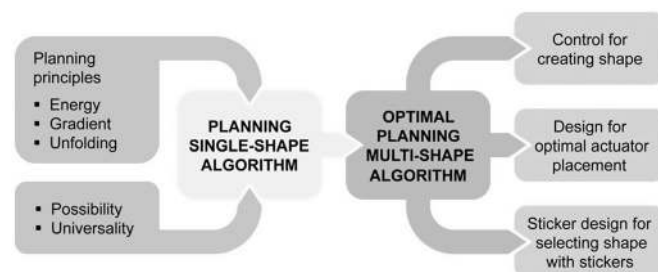 Planning
principles
▪ Energy
▪ Gradient
▪ Unfolding
▪ Possibility
▪ Universality
PLANNING
SINGLE-SHAPE
ALGORITHM
OPTIMAL
PLANNING
MULTI-SHAPE
ALGORITHM
Control for
creating shape
Design for
optimal actuator
placement
Sticker design for
selecting shape
with stickers